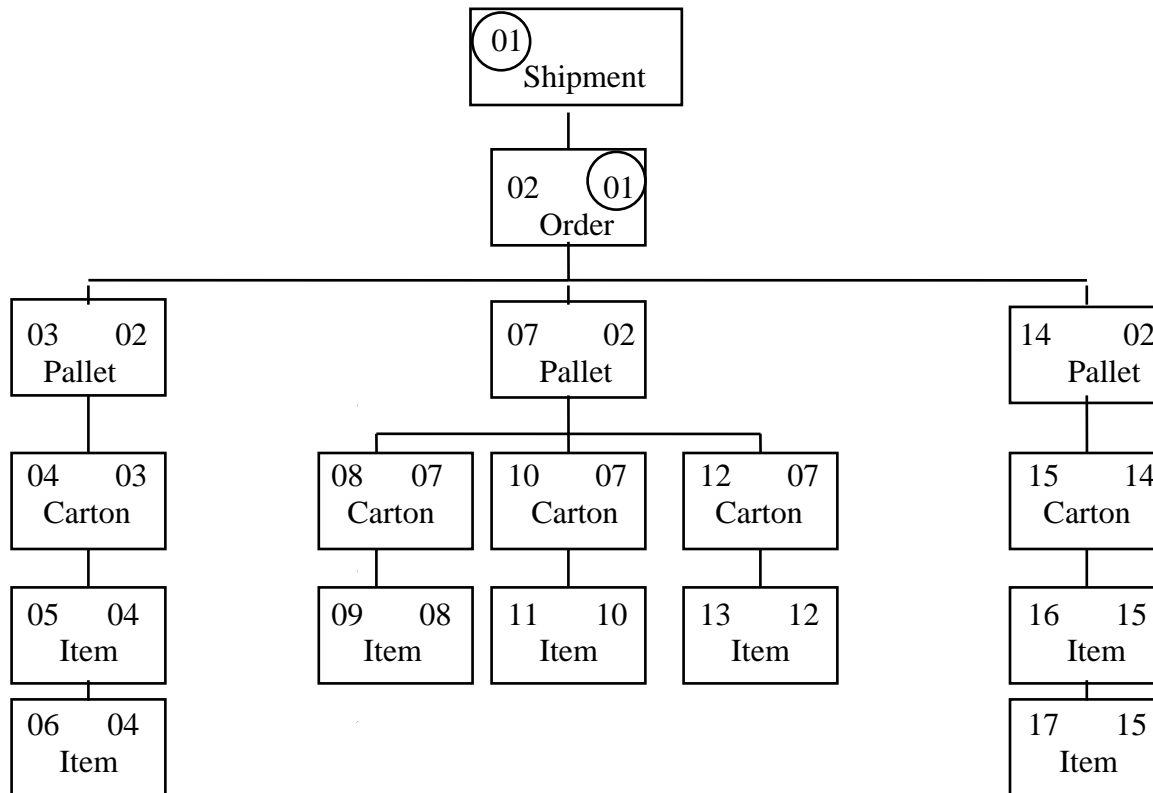 01
Shipment
02 01
Order
03 02
Pallet
07 02
Pallet
14 02
Pallet
04 03
Carton
08 07
Carton
10 07
Carton
12 07
Carton
15 14
Carton
05 04
Item
09 08
Item
11 10
Item
13 12
Item
16 15
Item
06 04
Item
17 15
Item